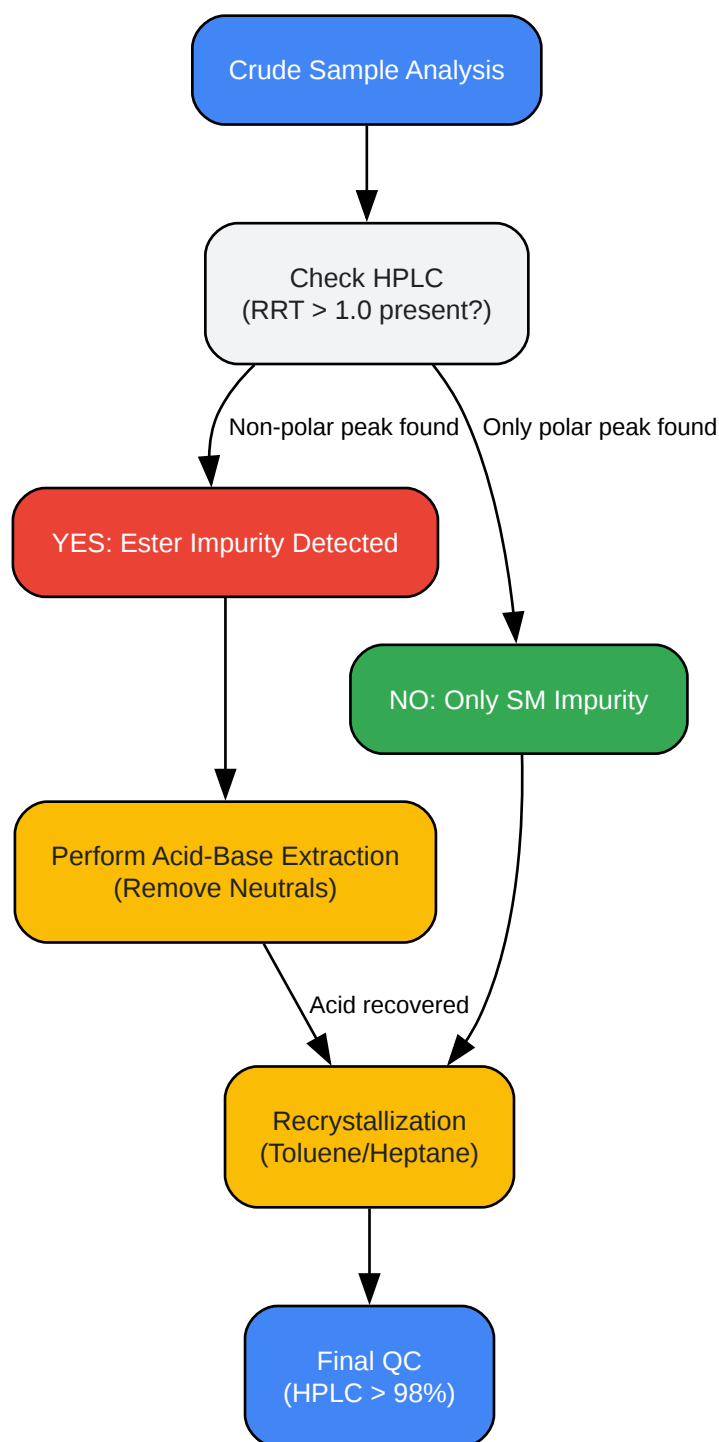 Crude Sample Analysis
Check HPLC
(RRT > 1.0 present?)
Non-polar peak found
Only polar peak found
YES: Ester Impurity Detected
NO: Only SM Impurity
Perform Acid-Base Extraction
(Remove Neutrals)
Acid recovered
Recrystallization
(Toluene/Heptane)
Final QC
(HPLC > 98%)